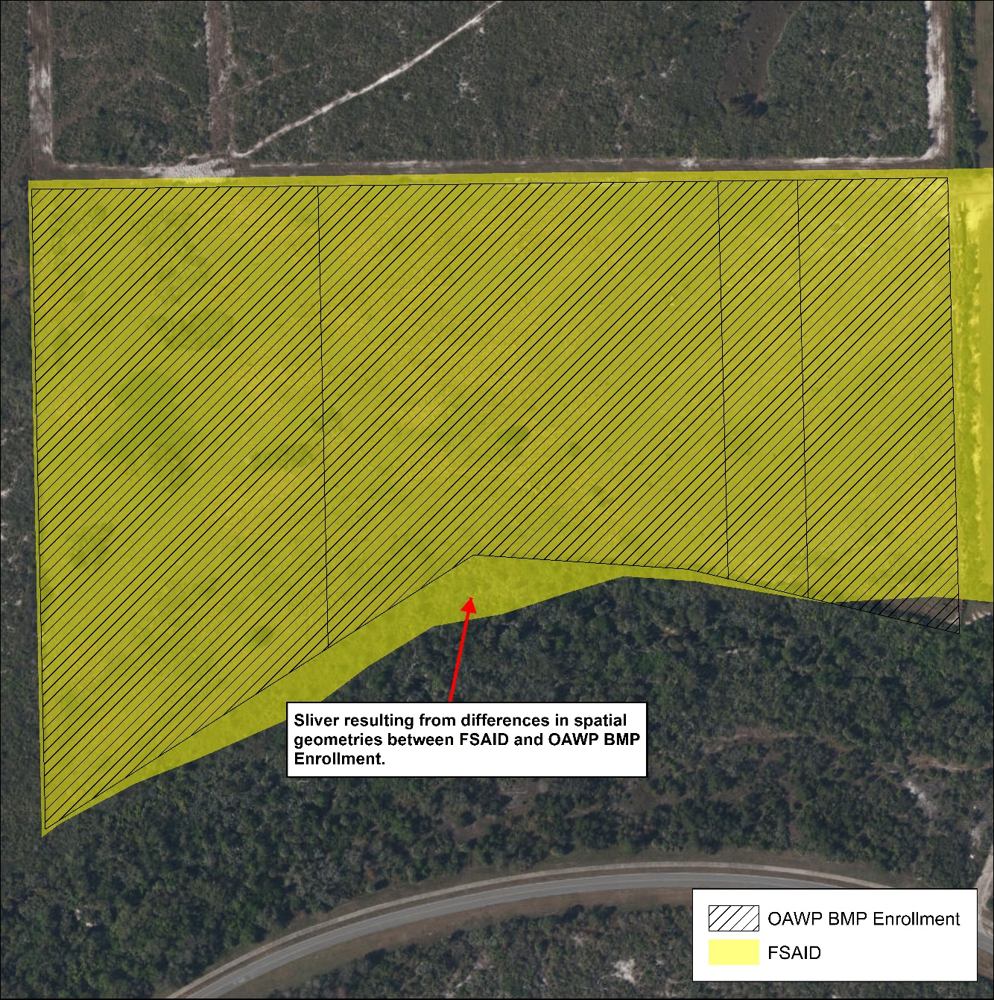 Sliver resulting from differences in spatial
geometries between FSAID and OAWP BMP
Enrollment.
OAWP BMP Enrollment
FSAID